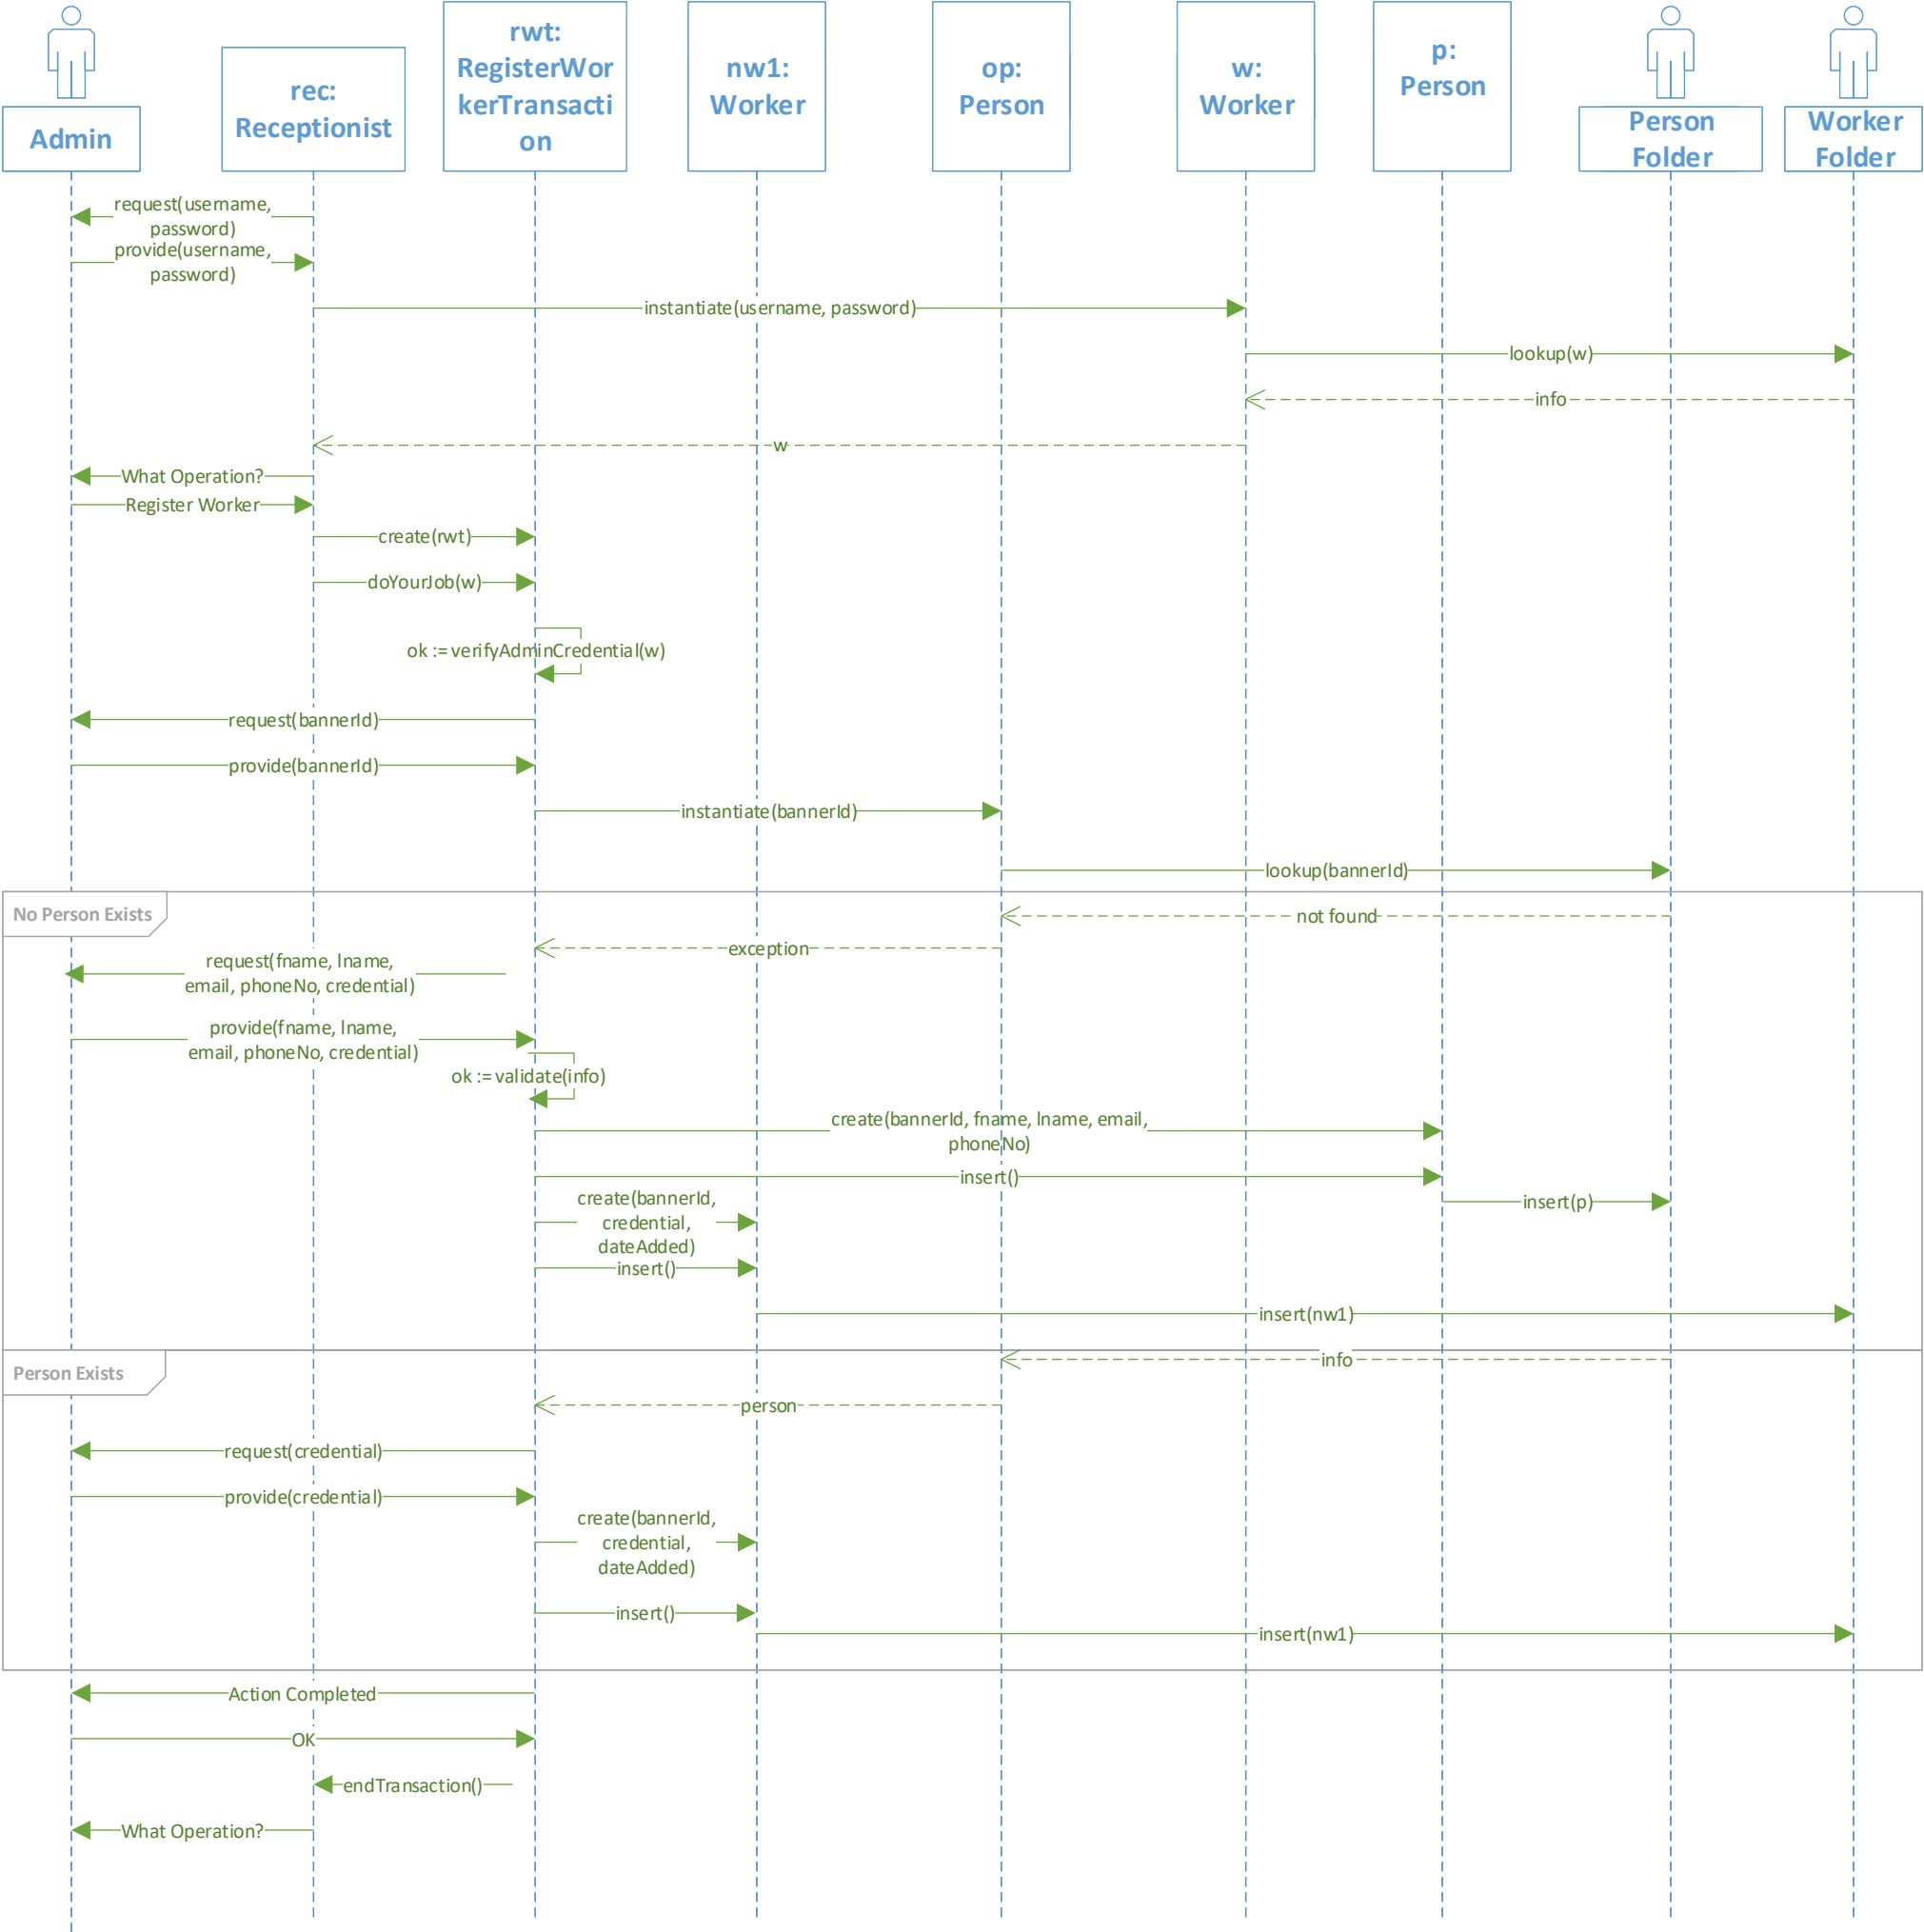 Admin
rec:
Receptionist
rwt:
RegisterWor
kerTransacti
on
nw1:
Worker
op:
Person
w:
Worker
p:
Person
Person
Folder
Worker
Folder
request(username,
password)
provide(username,
password)
instantiate(username, password)
lookup(w)
info
w
What Operation?
Register Worker
create(rwt)
doYourJob(w)
ok := verifyAdminCredential(w)
request(bannerId)
provide(bannerId)
instantiate(bannerId)
lookup(bannerId)
No Person Exists
not found
exception
request(fname, lname,
email, phoneNo, credential)
provide(fname, lname,
email, phoneNo, credential)
ok := validate(info)
create(bannerId, fname, lname, email,
phoneNo)
insert()
create(bannerId,
credential,
dateAdded)
insert(p)
insert()
insert(nw1)
Person Exists
info
person
request(credential)
provide(credential)
create(bannerId,
credential,
dateAdded)
insert()
insert(nw1)
Action Completed
OK
endTransaction()
What Operation?